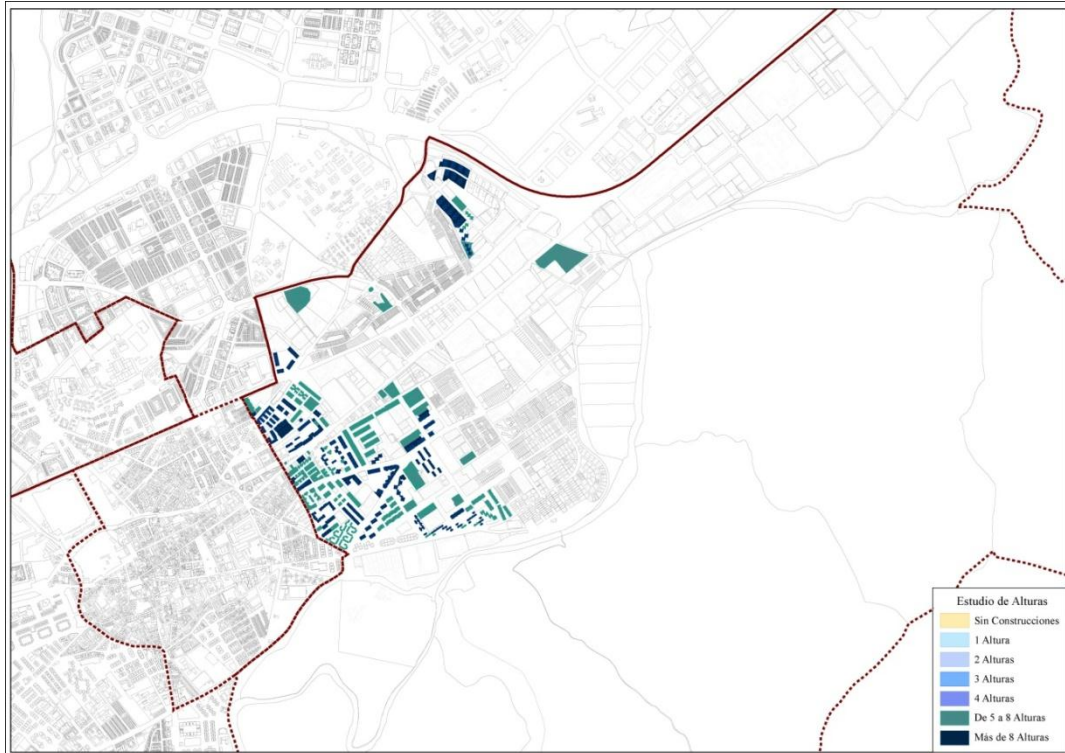 Estudio de Alturas
Sin Construcciones
1 Altura
2 Alturas
3 Alturas
4 Alturas
De 5 a 8 Alturas
Más de 8 Alturas